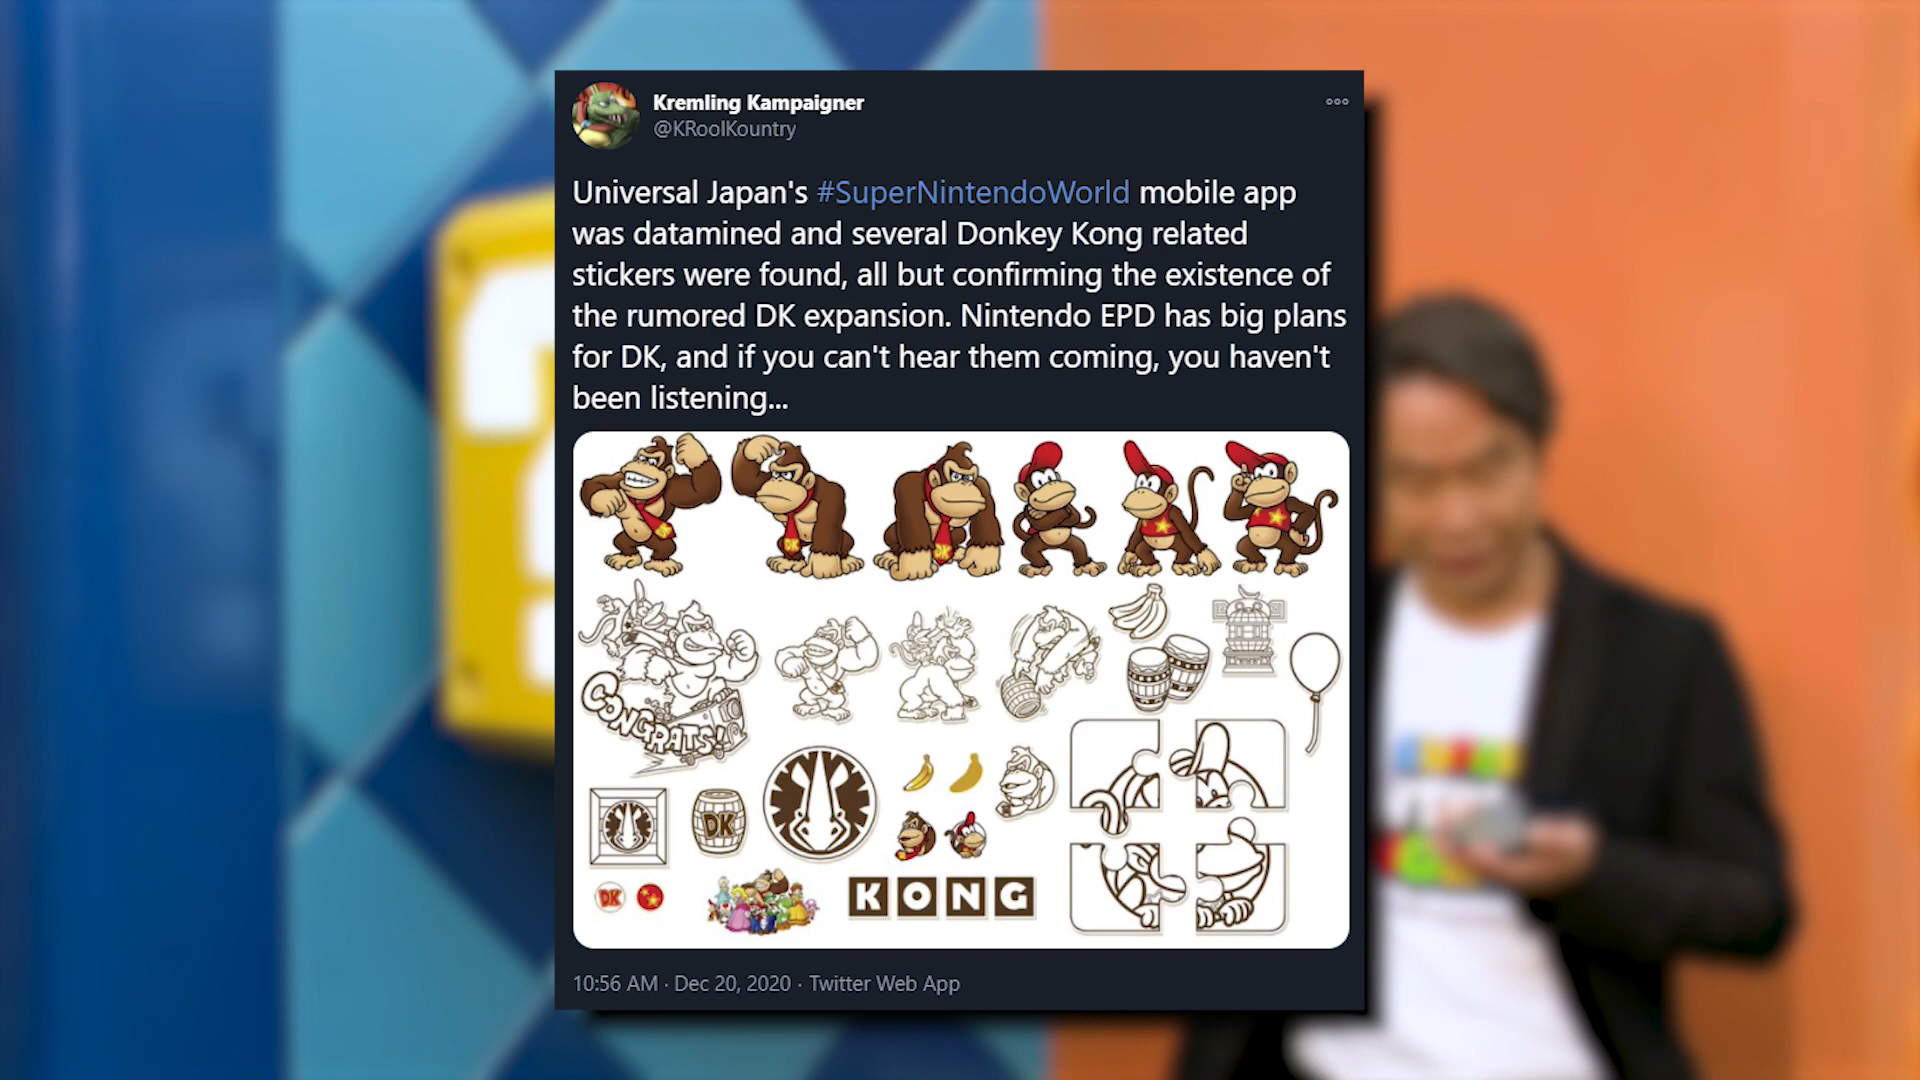 Kremling Kampaigner
@KRoolKountry
Universal Japan's #SuperNintendoWorld mobile app
was datamined and several Donkey Kong related
stickers were found, all but confirming the existence of
the rumored DK expansion. Nintendo EPD has big plans
for DK, and if you can't hear them coming, you haven't
been listening...
DK
DK
DK
CONGRATS!
DK
DK
KONG
10:56 AM · Dec 20, 2020 · Twitter Web App